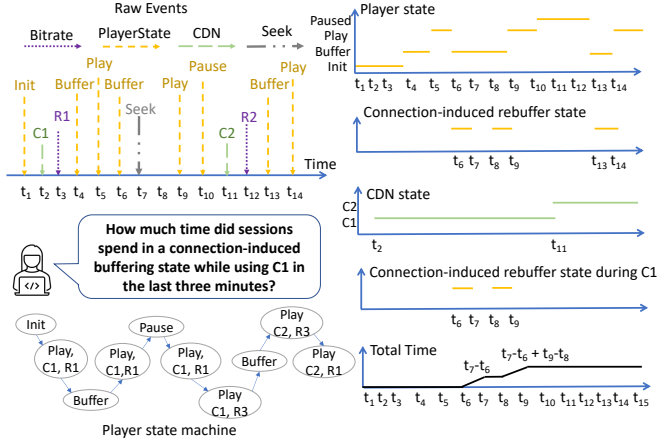 Raw Events
Bitrate
PlayerState
CDN
Seek
Init
Buffer
Play
Buffer
Seek
Play
Pause
Buffer
Play
C1
R1
C2
R2
Time
t1 t2 t3 t4 t5 t6 t7 t8 t9 t10 t11 t12 t13 t14
How much time did sessions
spend in a connection-induced
buffering state while using C1 in
the last three minutes?
Init
Play,
C1, R1
Buffer
Play,
C1,R1
Pause
Play,
C1, R1
Play
C1, R3
Buffer
Play
C2, R3
Play
C2, R1
Player state machine
Player state
Paused
Play
Buffer
Init
t1 t2 t3 t4 t5 t6 t7 t8 t9 t10 t11 t12 t13 t14
Connection-induced rebuffer state
t6 t7 t8 t9 t13 t14
CDN state
C2
C1
t2 t11
Connection-induced rebuffer state during C1
t6 t7 t8 t9
Total Time
t7-t6
t7-t6 + t9-t8
t1 t2 t3 t4 t5 t6 t7 t8 t9 t10 t11 t12 t13 t14 t15